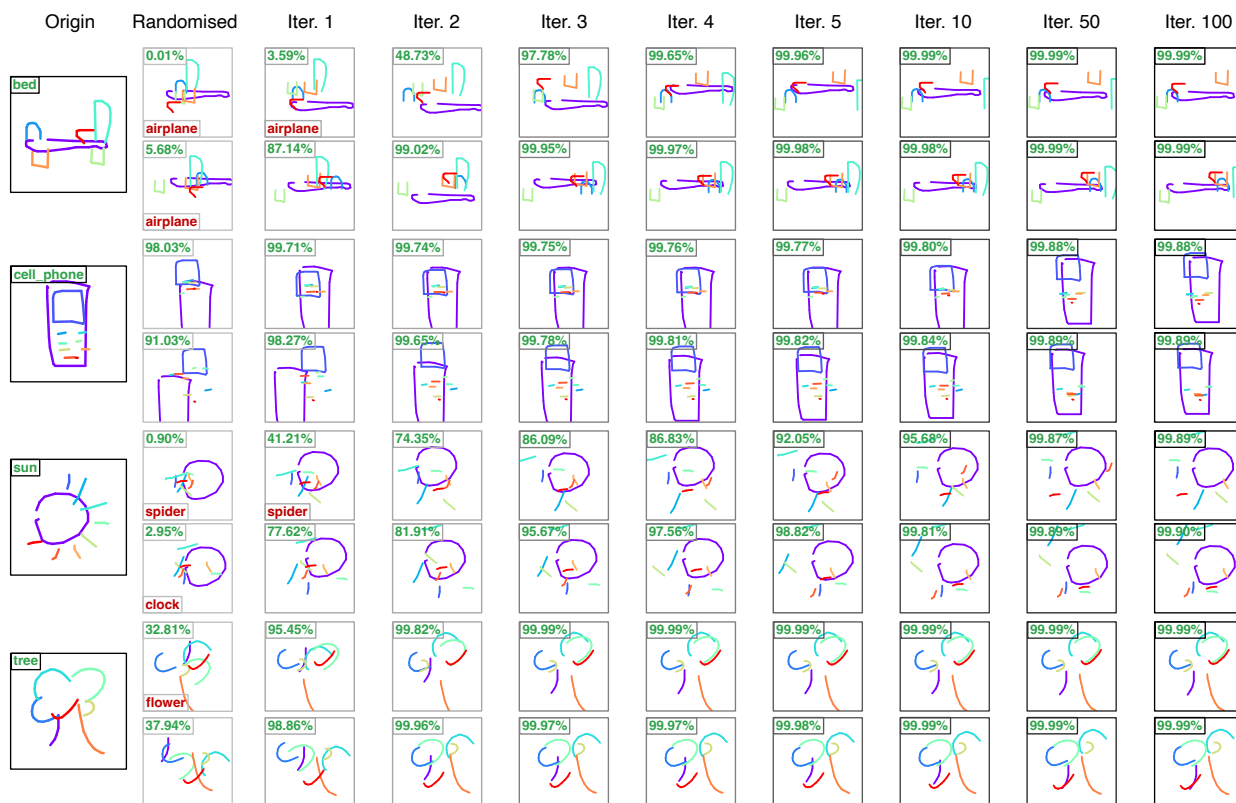 Origin Randomised Iter. 1 Iter. 2 Iter. 3 Iter. 4 Iter. 5 Iter. 10 Iter. 50 Iter. 100
bed
0.01% 3.59% 48.73% 97.78% 99.65% 99.96% 99.99% 99.99% 99.99%
airplane airplane
5.68% 87.14% 99.02% 99.95% 99.97% 99.98% 99.98% 99.99% 99.99%
airplane
cell_phone
98.03% 99.71% 99.74% 99.75% 99.76% 99.77% 99.80% 99.88% 99.88%
91.03% 98.27% 99.65% 99.78% 99.81% 99.82% 99.84% 99.89% 99.89%
sun
0.90% 41.21% 74.35% 86.09% 86.83% 92.05% 95.68% 99.87% 99.89%
spider spider
2.95% 77.62% 81.91% 95.67% 97.56% 98.82% 99.81% 99.89% 99.90%
clock
tree
32.81% 95.45% 99.82% 99.99% 99.99% 99.99% 99.99% 99.99% 99.99%
flower
37.94% 98.86% 99.96% 99.97% 99.97% 99.98% 99.99% 99.99% 99.99%